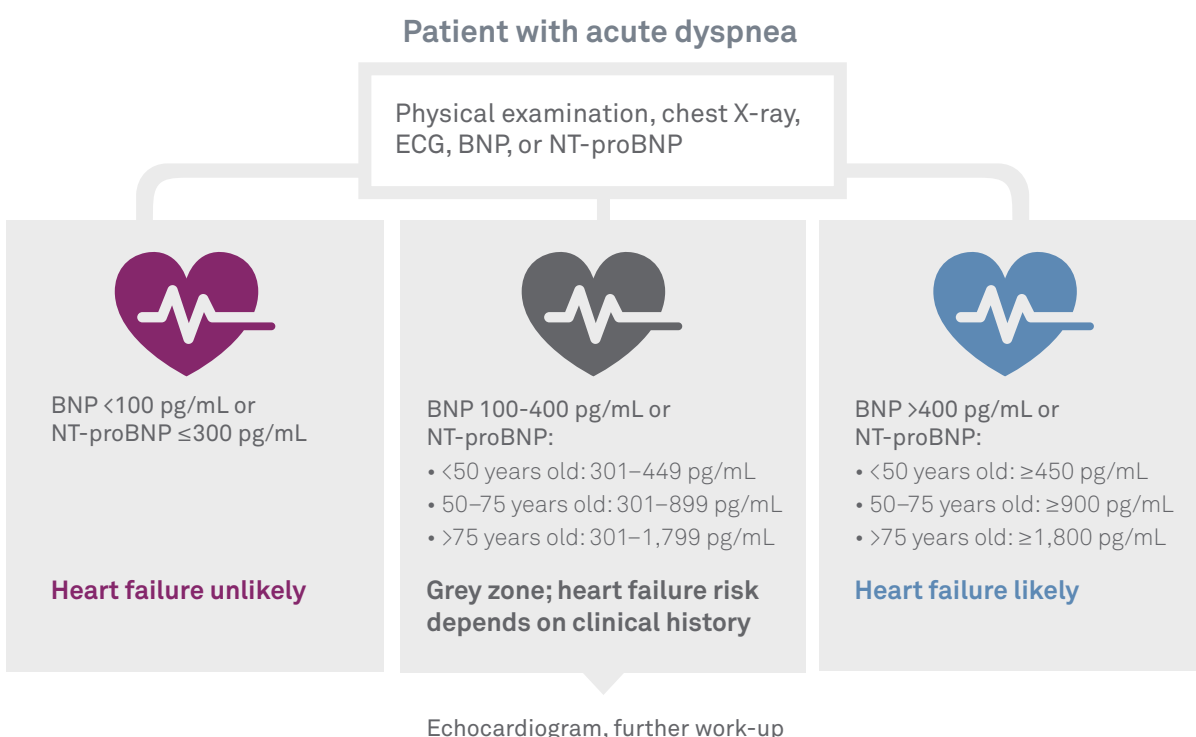 Patient with acute dyspnea
Physical examination, chest X-ray,
ECG, BNP, or NT-proBNP
BNP <100 pg/mL or
NT-proBNP ≤300 pg/mL
Heart failure unlikely
BNP 100-400 pg/mL or
NT-proBNP:
• <50 years old: 301–449 pg/mL
• 50–75 years old: 301–899 pg/mL
• >75 years old: 301–1,799 pg/mL
Grey zone; heart failure risk
depends on clinical history
BNP >400 pg/mL or
NT-proBNP:
• <50 years old: ≥450 pg/mL
• 50–75 years old: ≥900 pg/mL
• >75 years old: ≥1,800 pg/mL
Heart failure likely
Echocardiogram, further work-up